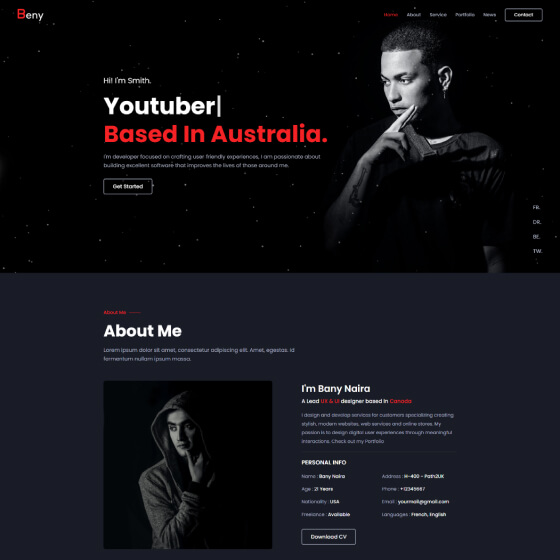 Beny
Home About Service Portfolio News Contact
Hi! I'm Smith.
Youtuber|
Based In Australia.
I'm developer focused on crafting user friendly experiences, I am passionate about
building excellent software that improves the lives of those around me.
Get Started
FB.
DR.
BE.
TW.
About Me
About Me
Lorem ipsum dolor sit amet, consectetur adipiscing elit. Amet, egestas. Id
fermentum nullam ipsum massa.
I'm Bany Naira
A Lead UX & UI designer based in Canada
I design and develop services for customers specializing creating
stylish, modern websites, web services and online stores. My
passion is to design digital user experiences through meaningful
interactions. Check out my Portfolio
PERSONAL INFO
Name : Bany Naira Address : W-400 - Path2UK
Age : 21 Years Phone : +12345667
Nationality : USA Email : yourmail@gmail.com
Freelance : Available Languages : French, English
Download CV